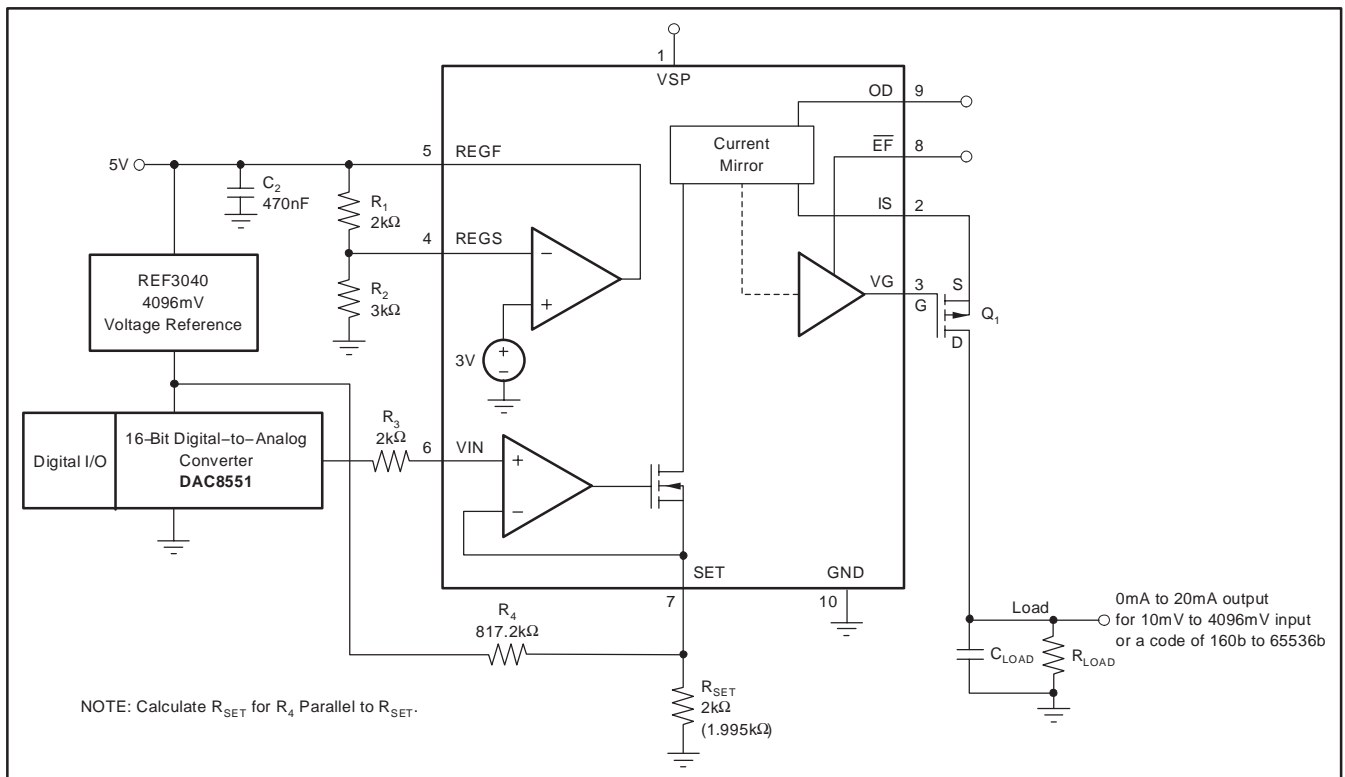 1
VSP
OD
9
Current
Mirror
EF
8
5V
5
REGF
C2
470nF
R1
2kΩ
IS
2
4
REGS
REF3040
4096mV
Voltage Reference
R2
3kΩ
−
+
VG
3
G
S
Q1
D
3V
+
−
Digital I/O
16–Bit Digital–to–Analog
Converter
DAC8551
R3
2kΩ
6
VIN
+
−
SET
GND
7
10
R4
817.2kΩ
Load
0mA to 20mA output
for 10mV to 4096mV input
or a code of 160b to 65536b
CLOAD
RLOAD
RSET
2kΩ
(1.995kΩ)
NOTE: Calculate RSET for R4 Parallel to RSET.